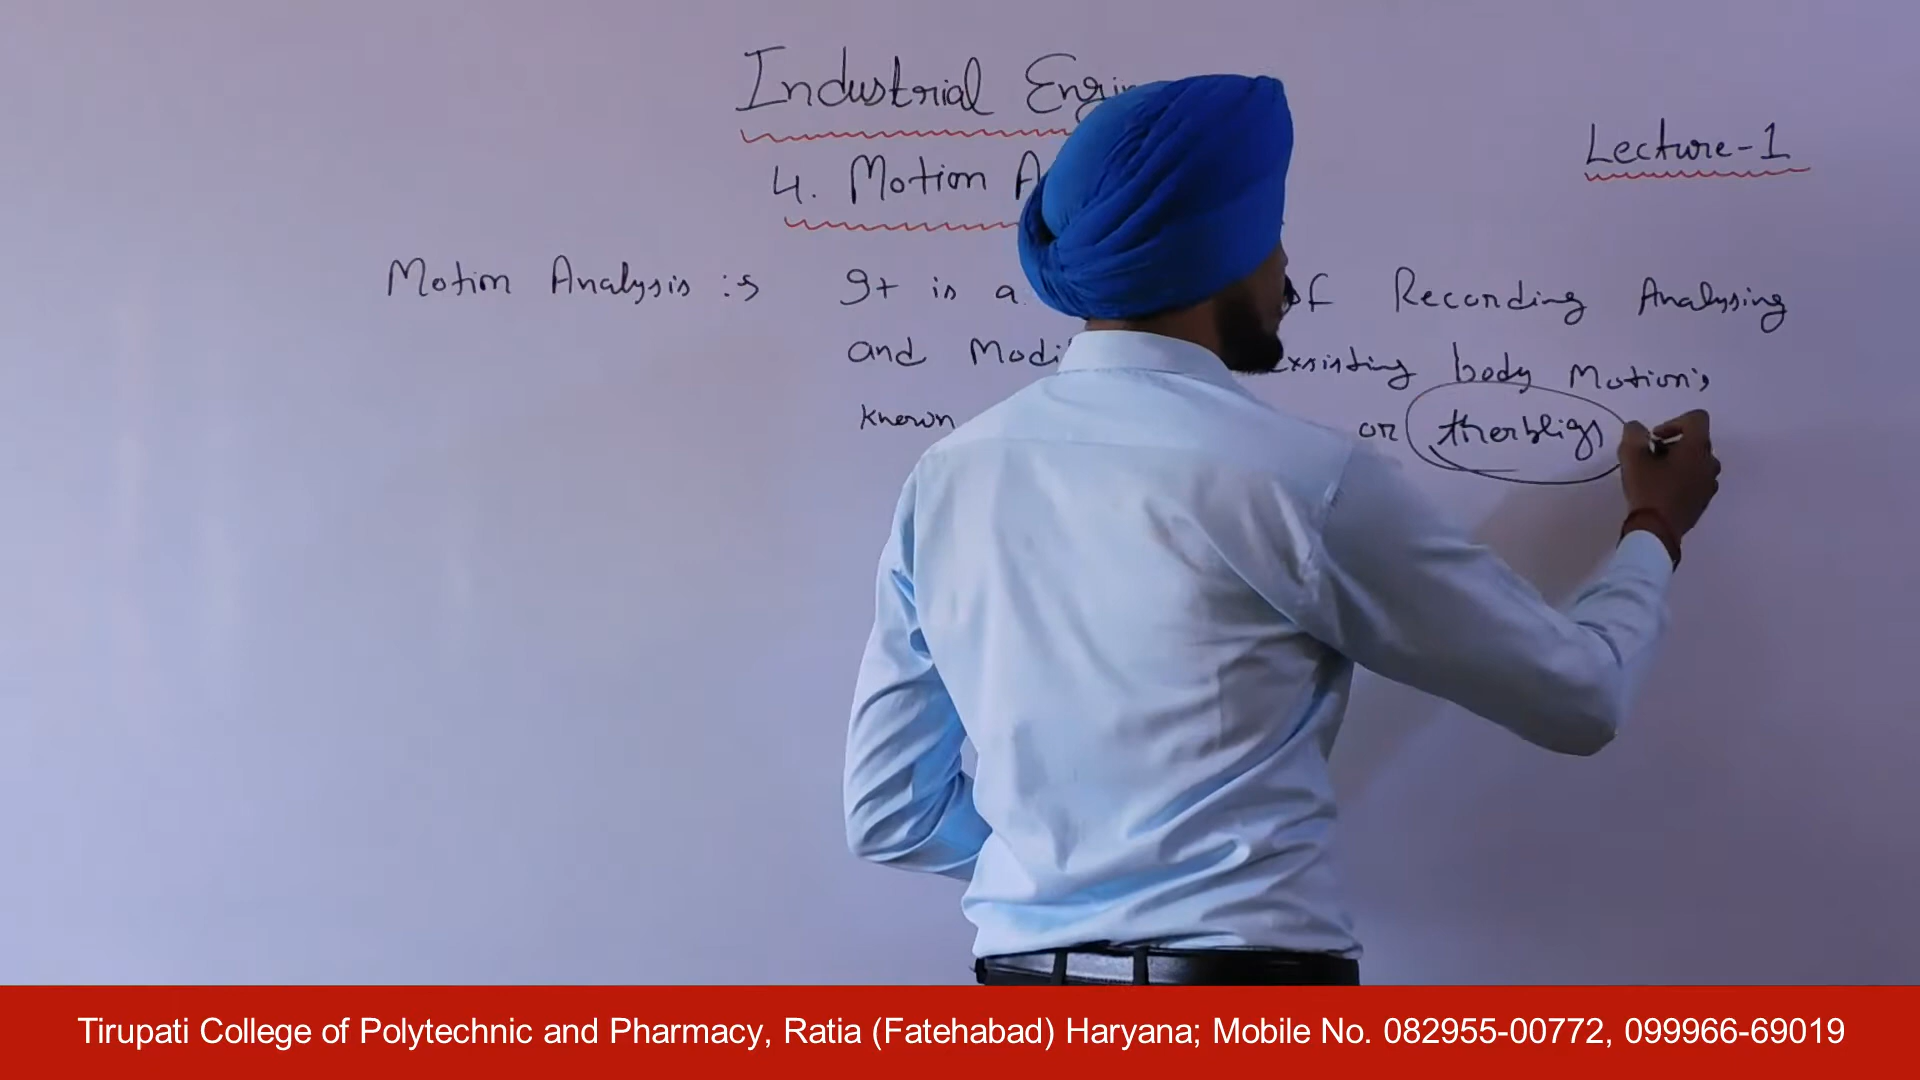 Industrial Engin
Lecture-1
4. Motion A
Motion Analysis :- It is a of Recording Analysing
and Modi exsisting body Motion's
known or therbligs
Tirupati College of Polytechnic and Pharmacy, Ratia (Fatehabad) Haryana; Mobile No. 082955-00772, 099966-69019